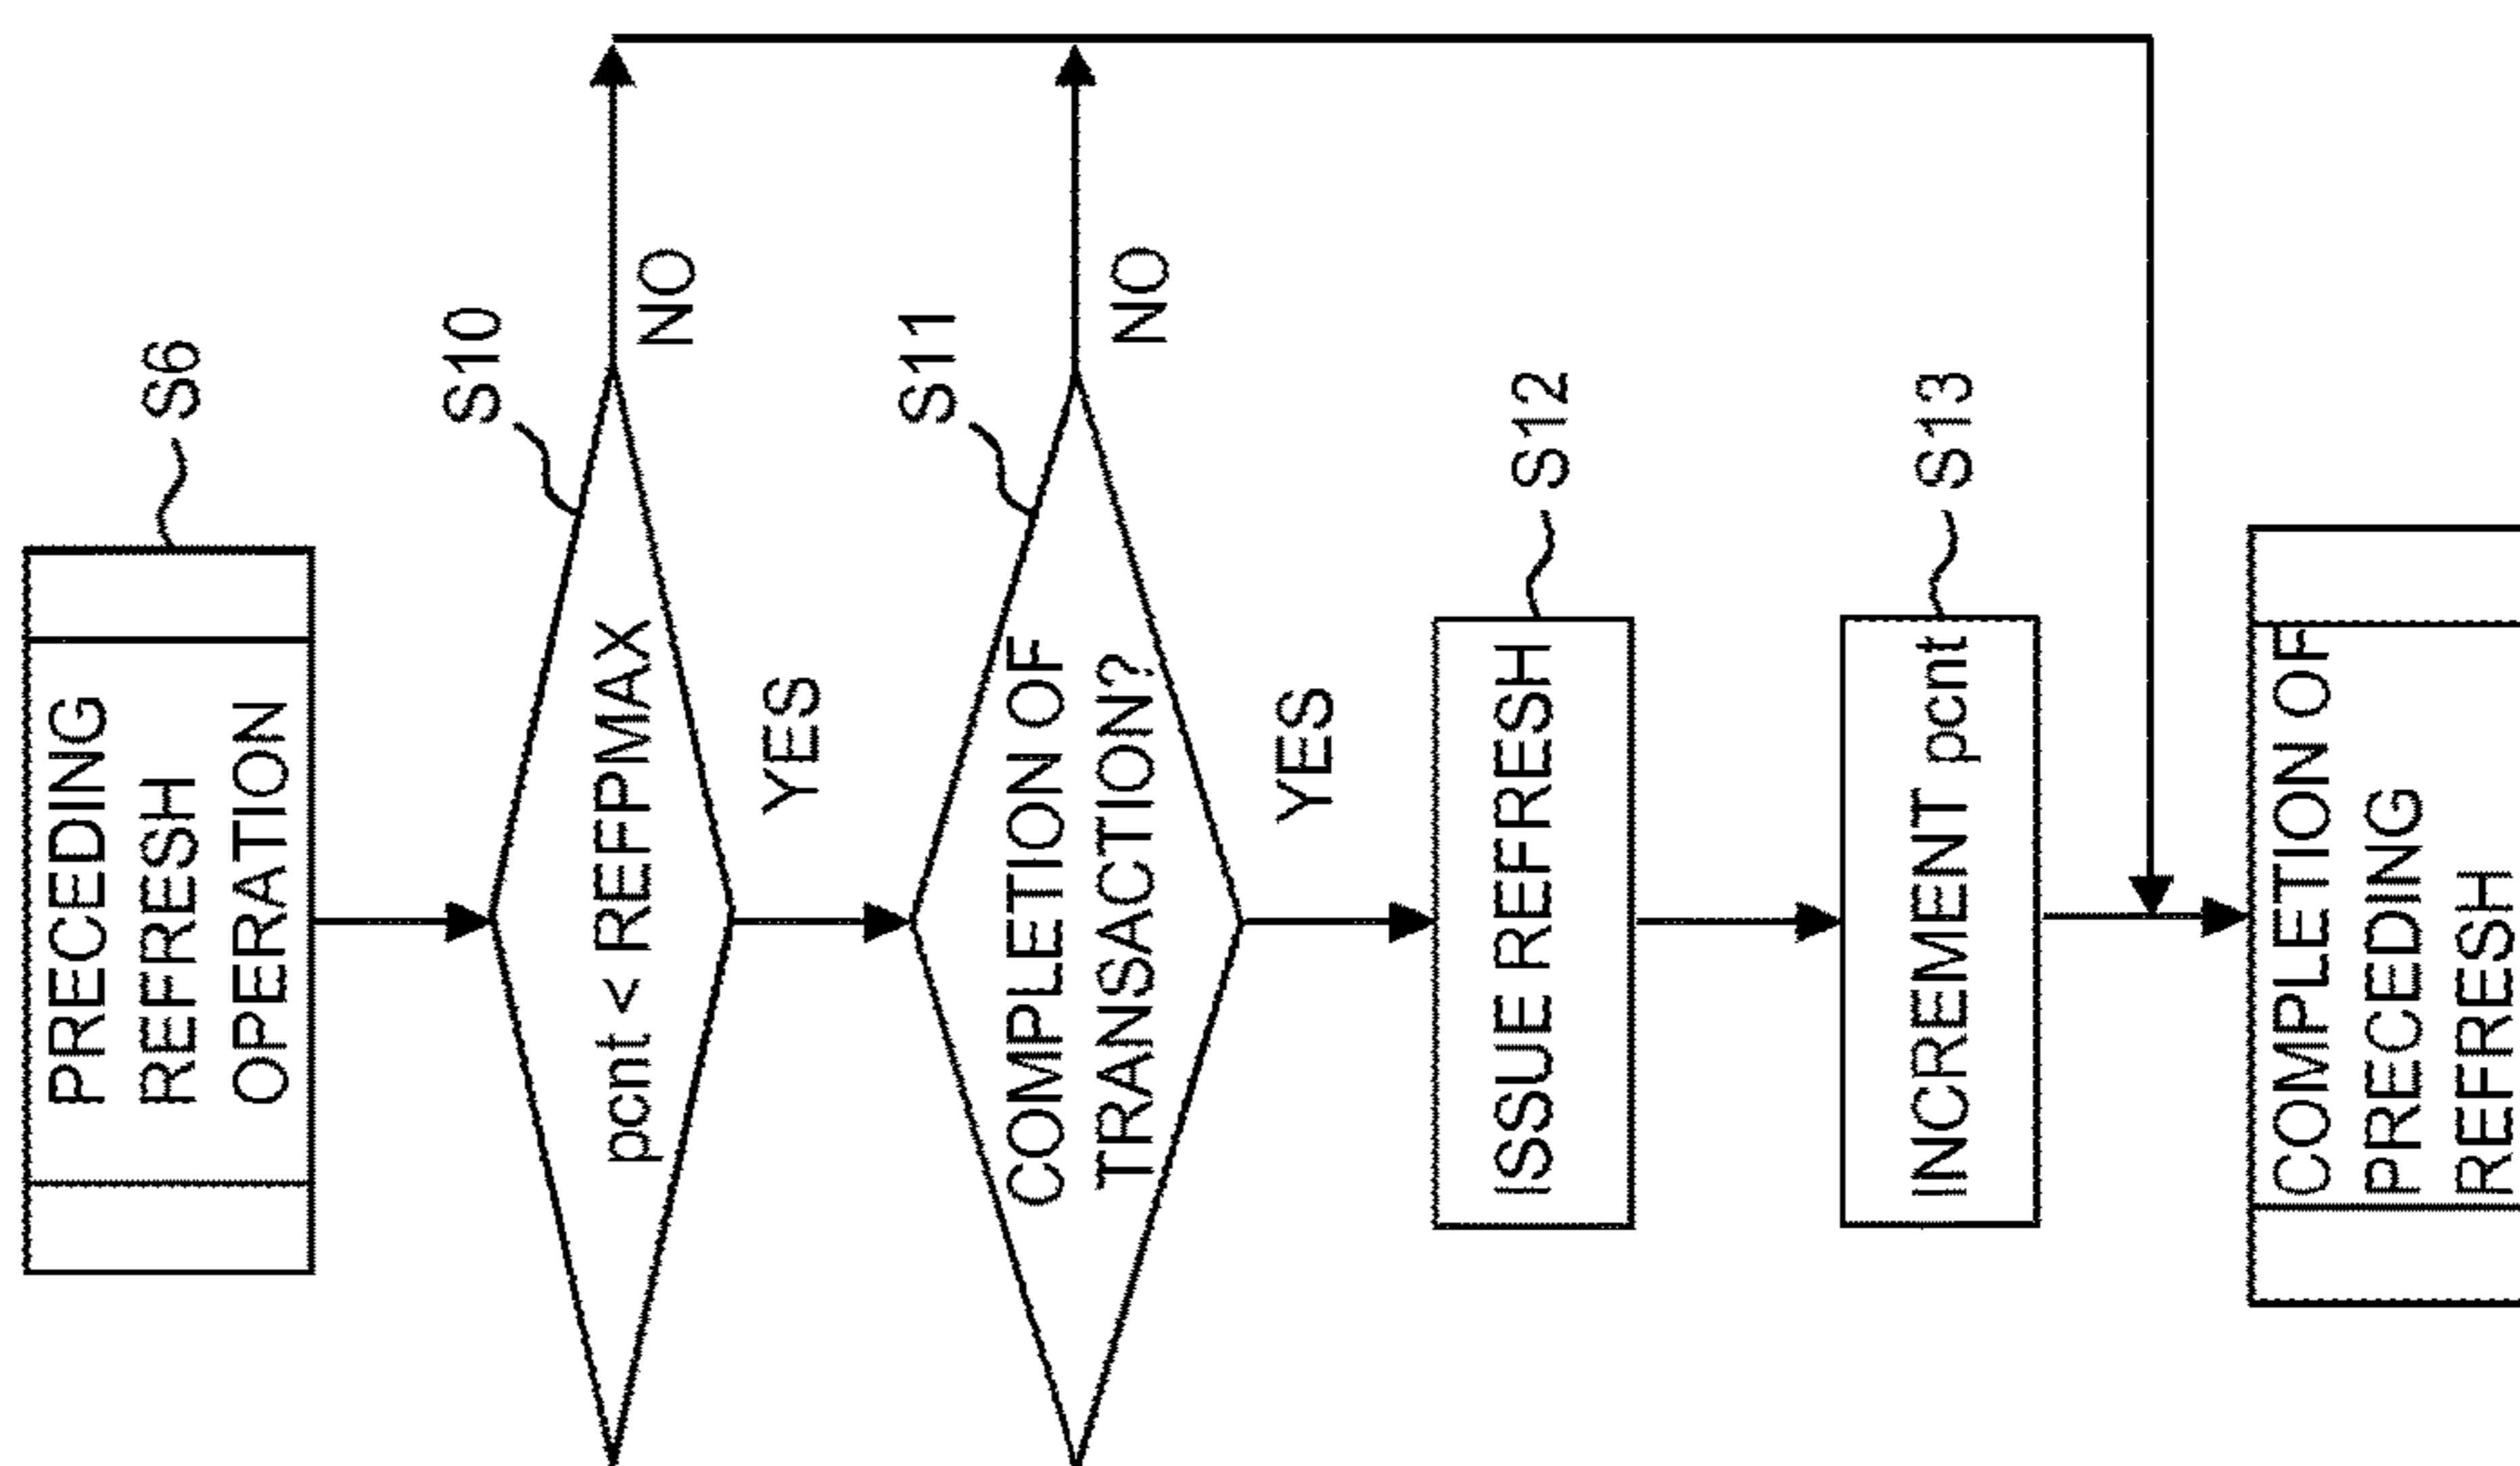 PRECEDING
REFRESH
OPERATION
S6
S10
pcnt < REFPMAX
NO
YES
S11
COMPLETION OF
TRANSACTION?
NO
YES
S12
ISSUE REFRESH
S13
INCREMENT pcnt
COMPLETION OF
PRECEDING
REFRESH